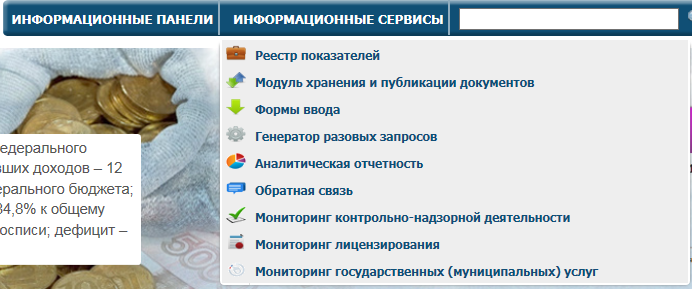 ИНФОРМАЦИОННЫЕ ПАНЕЛИ
ИНФОРМАЦИОННЫЕ СЕРВИСЫ
Реестр показателей
Модуль хранения и публикации документов
Формы ввода
Генератор разовых запросов
Аналитическая отчетность
Обратная связь
Мониторинг контрольно-надзорной деятельности
Мониторинг лицензирования
Мониторинг государственных (муниципальных) услуг
едерального
вших доходов – 12
ерального бюджета;
34,8% к общему
осписи; дефицит –